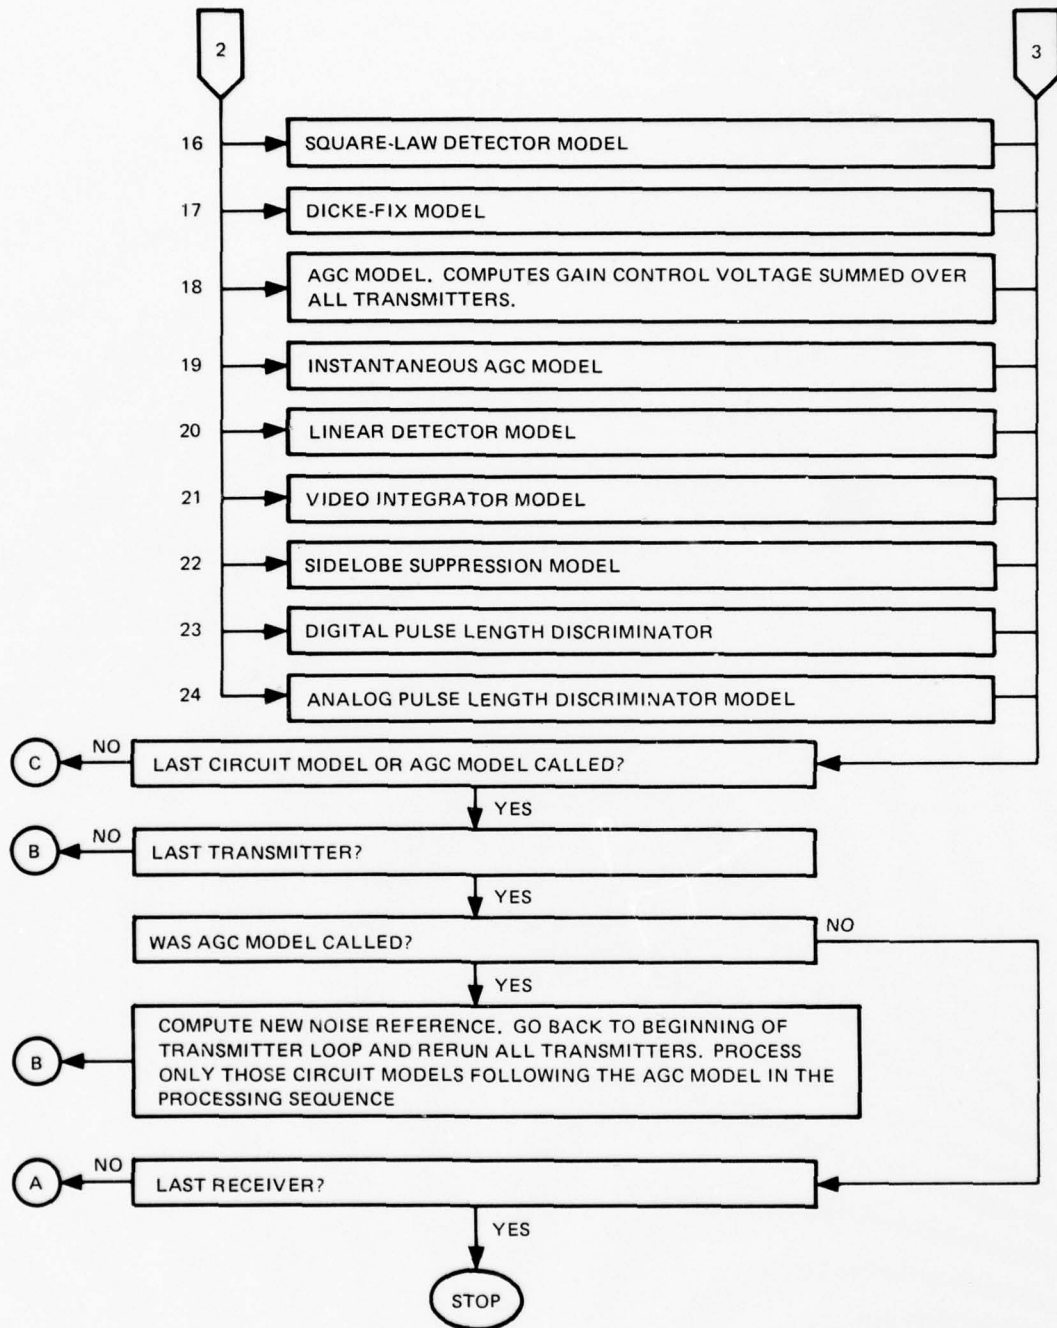 2
3
16
SQUARE-LAW DETECTOR MODEL
17
DICKE-FIX MODEL
18
AGC MODEL. COMPUTES GAIN CONTROL VOLTAGE SUMMED OVER
ALL TRANSMITTERS.
19
INSTANTANEOUS AGC MODEL
20
LINEAR DETECTOR MODEL
21
VIDEO INTEGRATOR MODEL
22
SIDELOBE SUPPRESSION MODEL
23
DIGITAL PULSE LENGTH DISCRIMINATOR
24
ANALOG PULSE LENGTH DISCRIMINATOR MODEL
C
NO
LAST CIRCUIT MODEL OR AGC MODEL CALLED?
YES
B
NO
LAST TRANSMITTER?
YES
WAS AGC MODEL CALLED?
NO
YES
B
COMPUTE NEW NOISE REFERENCE. GO BACK TO BEGINNING OF
TRANSMITTER LOOP AND RERUN ALL TRANSMITTERS. PROCESS
ONLY THOSE CIRCUIT MODELS FOLLOWING THE AGC MODEL IN THE
PROCESSING SEQUENCE
A
NO
LAST RECEIVER?
YES
STOP